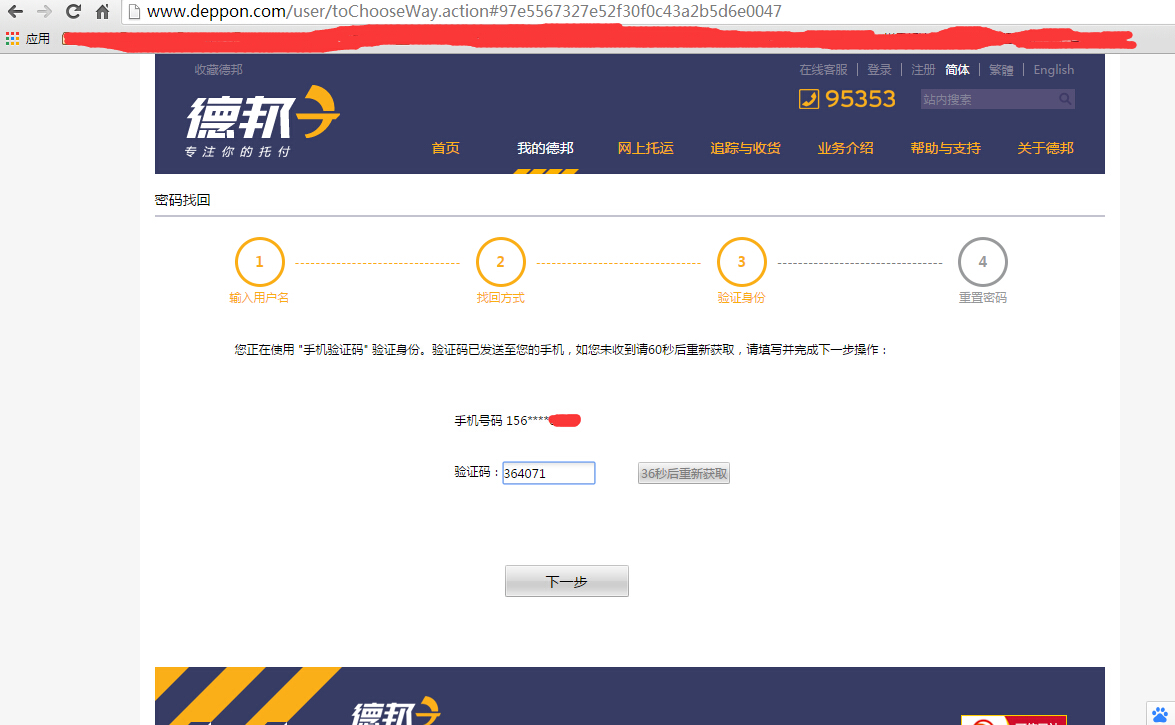 www.deppon.com/user/toChooseWay.action#97e5567327e52f30f0c43a2b5d6e0047
应用
收藏德邦
在线客服 登录 注册 简体 繁體 English
德邦
专注你的托付
95353
站内搜索
首页 我的德邦 网上托运 追踪与收货 业务介绍 帮助与支持 关于德邦
密码找回
1 2 3 4
输入用户名 找回方式 验证身份 重置密码
您正在使用 "手机验证码" 验证身份。验证码已发送至您的手机，如您未收到请60秒后重新获取，请填写并完成下一步操作：
手机号码 156****
验证码：364071 36秒后重新获取
下一步
德邦